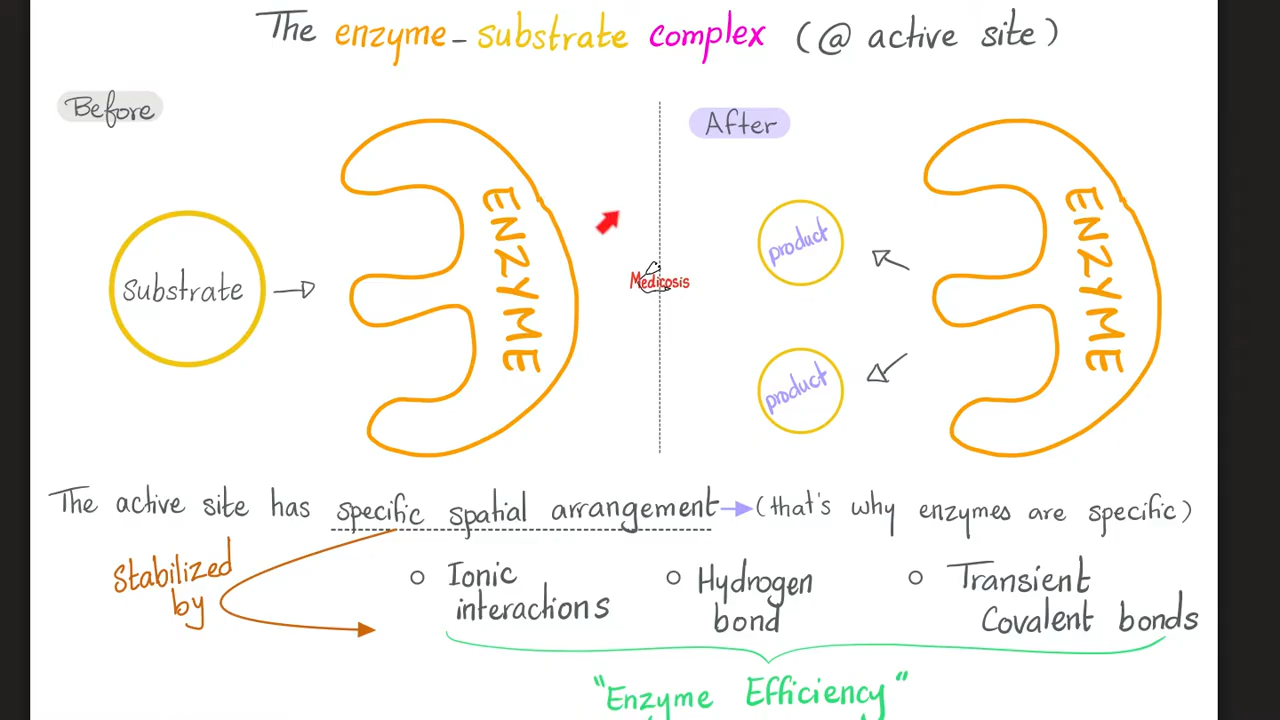 The enzyme - substrate complex (@ active site)
Before
After
substrate
ENZYME
product
product
ENZYME
Medicosis
The active site has specific spatial arrangement → (that's why enzymes are specific)
Stabilized
by
Ionic
interactions
Hydrogen
bond
Transient
Covalent bonds
"Enzyme Efficiency"